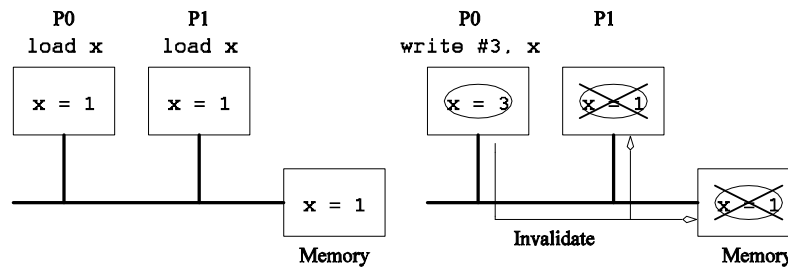 P0 P1 P0 P1
load x load x write #3, x
x = 1 x = 1 x = 3 x = 1
x = 1 x = 1
Invalidate
Memory Memory